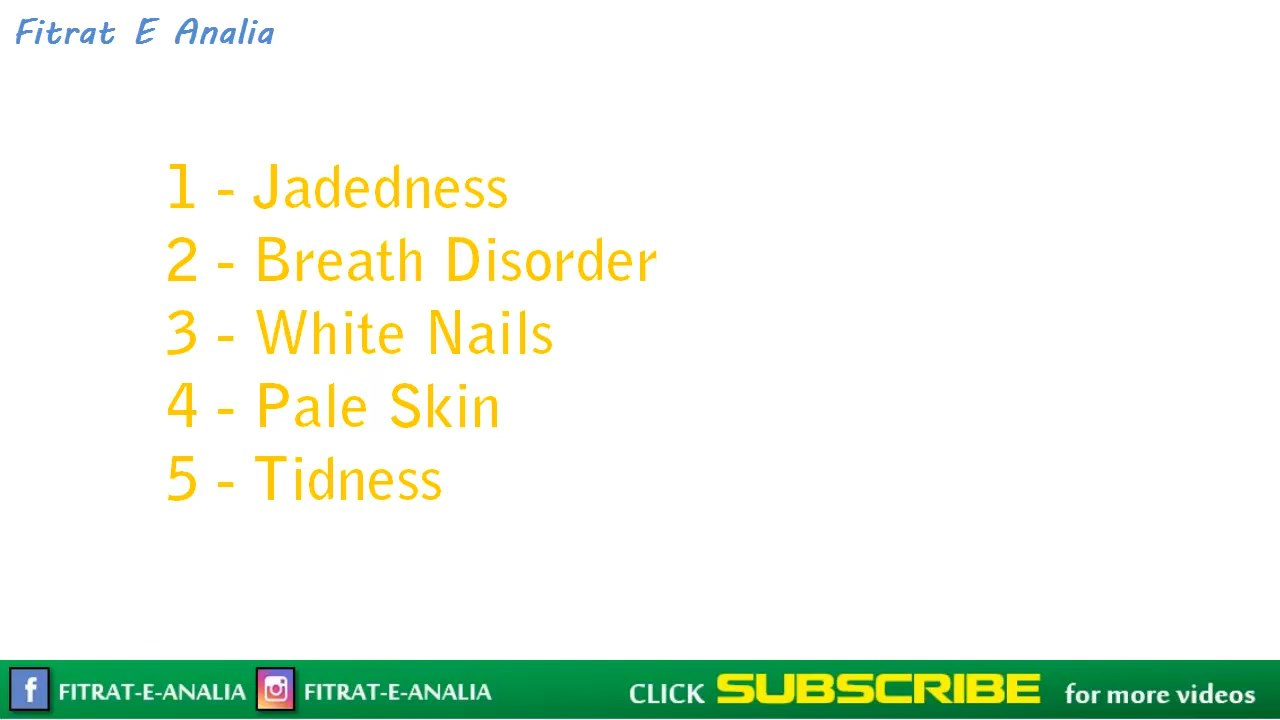 Fitrat E Analia
1 - Jadedness
2 - Breath Disorder
3 - White Nails
4 - Pale Skin
5 - Tidness
f FITRAT-E-ANALIA FITRAT-E-ANALIA CLICK SUBSCRIBE for more videos